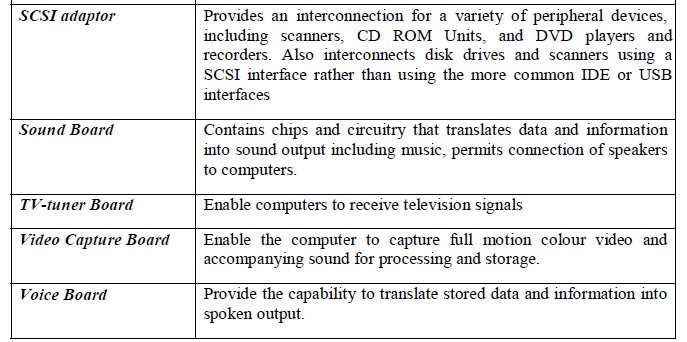 SCSI adaptor
Provides an interconnection for a variety of peripheral devices,
including scanners, CD ROM Units, and DVD players and
recorders. Also interconnects disk drives and scanners using a
SCSI interface rather than using the more common IDE or USB
interfaces
Sound Board
Contains chips and circuitry that translates data and information
into sound output including music, permits connection of speakers
to computers.
TV-tuner Board
Enable computers to receive television signals
Video Capture Board
Enable the computer to capture full motion colour video and
accompanying sound for processing and storage.
Voice Board
Provide the capability to translate stored data and information into
spoken output.